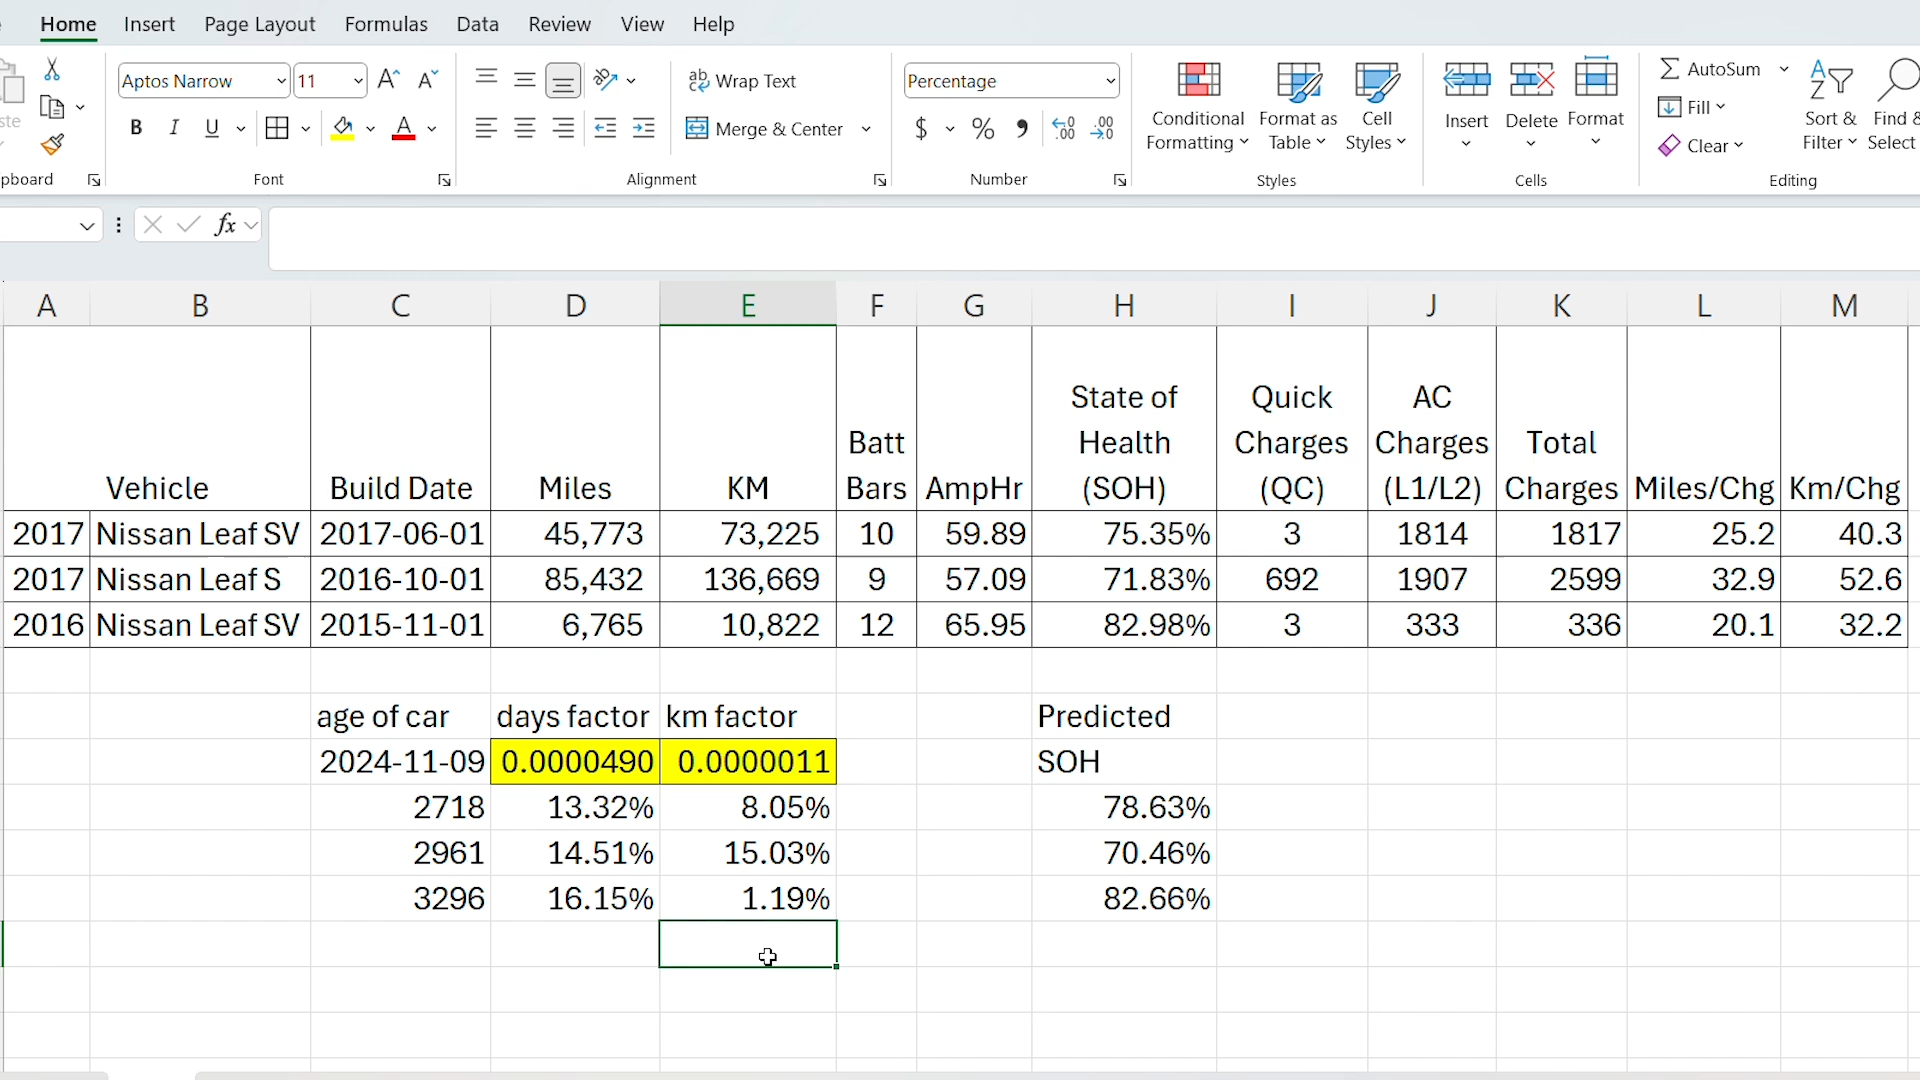 Home Insert Page Layout Formulas Data Review View Help
Aptos Narrow 11 A A ab Wrap Text Percentage AutoSum
B I U A Merge & Center $ % 9 .00 .00 Conditional Formatting Format as Table Cell Styles Insert Delete Format Fill Clear Sort & Filter Find & Select
pboard Font Alignment Number Styles Cells Editing
fx
A B C D E F G H I J K L M
Vehicle Build Date Miles KM Batt Bars AmpHr State of Health (SOH) Quick Charges (QC) AC Charges (L1/L2) Total Charges Miles/Chg Km/Chg
2017 Nissan Leaf SV 2017-06-01 45,773 73,225 10 59.89 75.35% 3 1814 1817 25.2 40.3
2017 Nissan Leaf S 2016-10-01 85,432 136,669 9 57.09 71.83% 692 1907 2599 32.9 52.6
2016 Nissan Leaf SV 2015-11-01 6,765 10,822 12 65.95 82.98% 3 333 336 20.1 32.2
age of car days factor km factor Predicted
2024-11-09 0.0000490 0.0000011 SOH
2718 13.32% 8.05% 78.63%
2961 14.51% 15.03% 70.46%
3296 16.15% 1.19% 82.66%